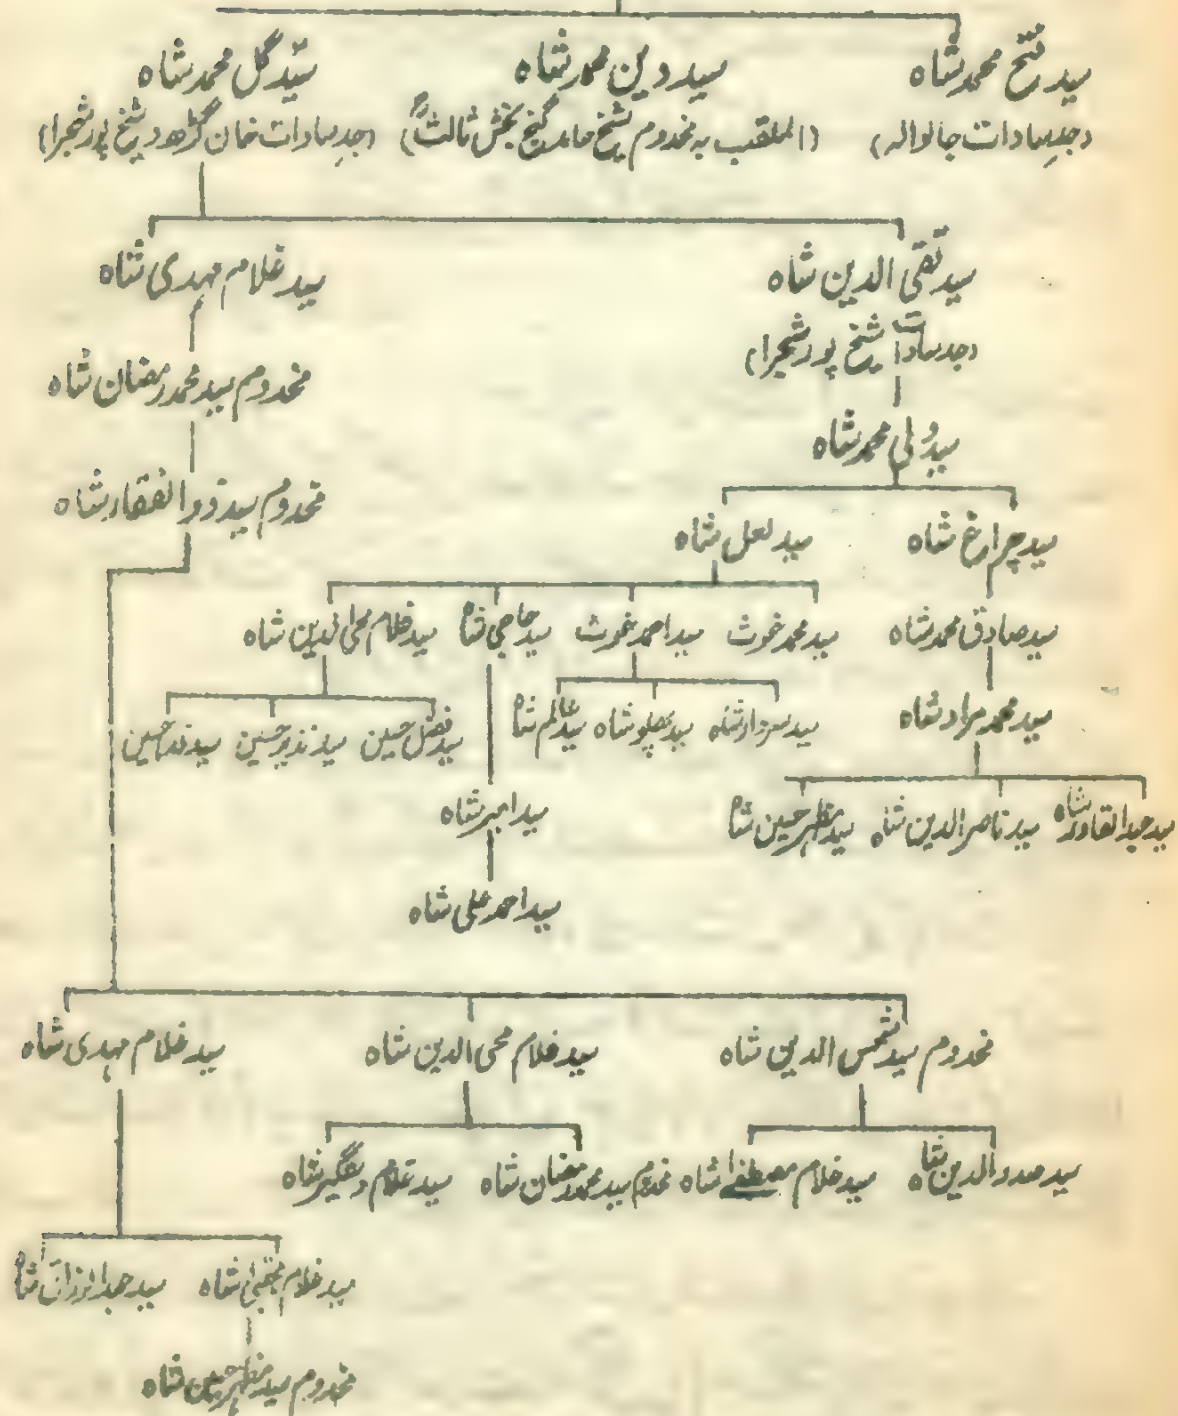 سید فتح محمد شاہ
سید دین محمد شاہ
سیّد گل محمد شاہ
(جدِ سادات جالوالہ)
(الملقب بہ مخدوم شیخ حامد گنج بخش ثالثؒ)
(جدِ سادات خان گڑھ و شیخ پور شجرا)
سید تقی الدین شاہ
سید غلام مہدی شاہ
(جد سادات شیخ پور شجرا)
مخدوم سید محمد رمضان شاہ
سید ولی محمد شاہ
مخدوم سید ذوالفقار شاہ
سید چراغ شاہ
سید لعل شاہ
سید صادق محمد شاہ
سید محمد غوث
سید احمد غوث
سید حاجی شاہ
سید غلام محی الدین شاہ
سید محمد مراد شاہ
سید سردار شاہ
سید پھلو شاہ
سید عالم شاہ
سید فضل حسین
سید نذیر حسین
سید نذر حسین
سید امیر شاہ
سید عبدالقادر شاہ
سید ناصر الدین شاہ
سید مظہر حسین شاہ
سید احمد علی شاہ
مخدوم سید شمس الدین شاہ
سید غلام محی الدین شاہ
سید غلام مہدی شاہ
سید صدر الدین شاہ
سید غلام مصطفےٰ شاہ
مخدوم سید محمد رمضان شاہ
سید غلام دستگیر شاہ
سید غلام مجتبیٰ شاہ
سید عبدالرزاق شاہ
مخدوم سید مظہر حسین شاہ